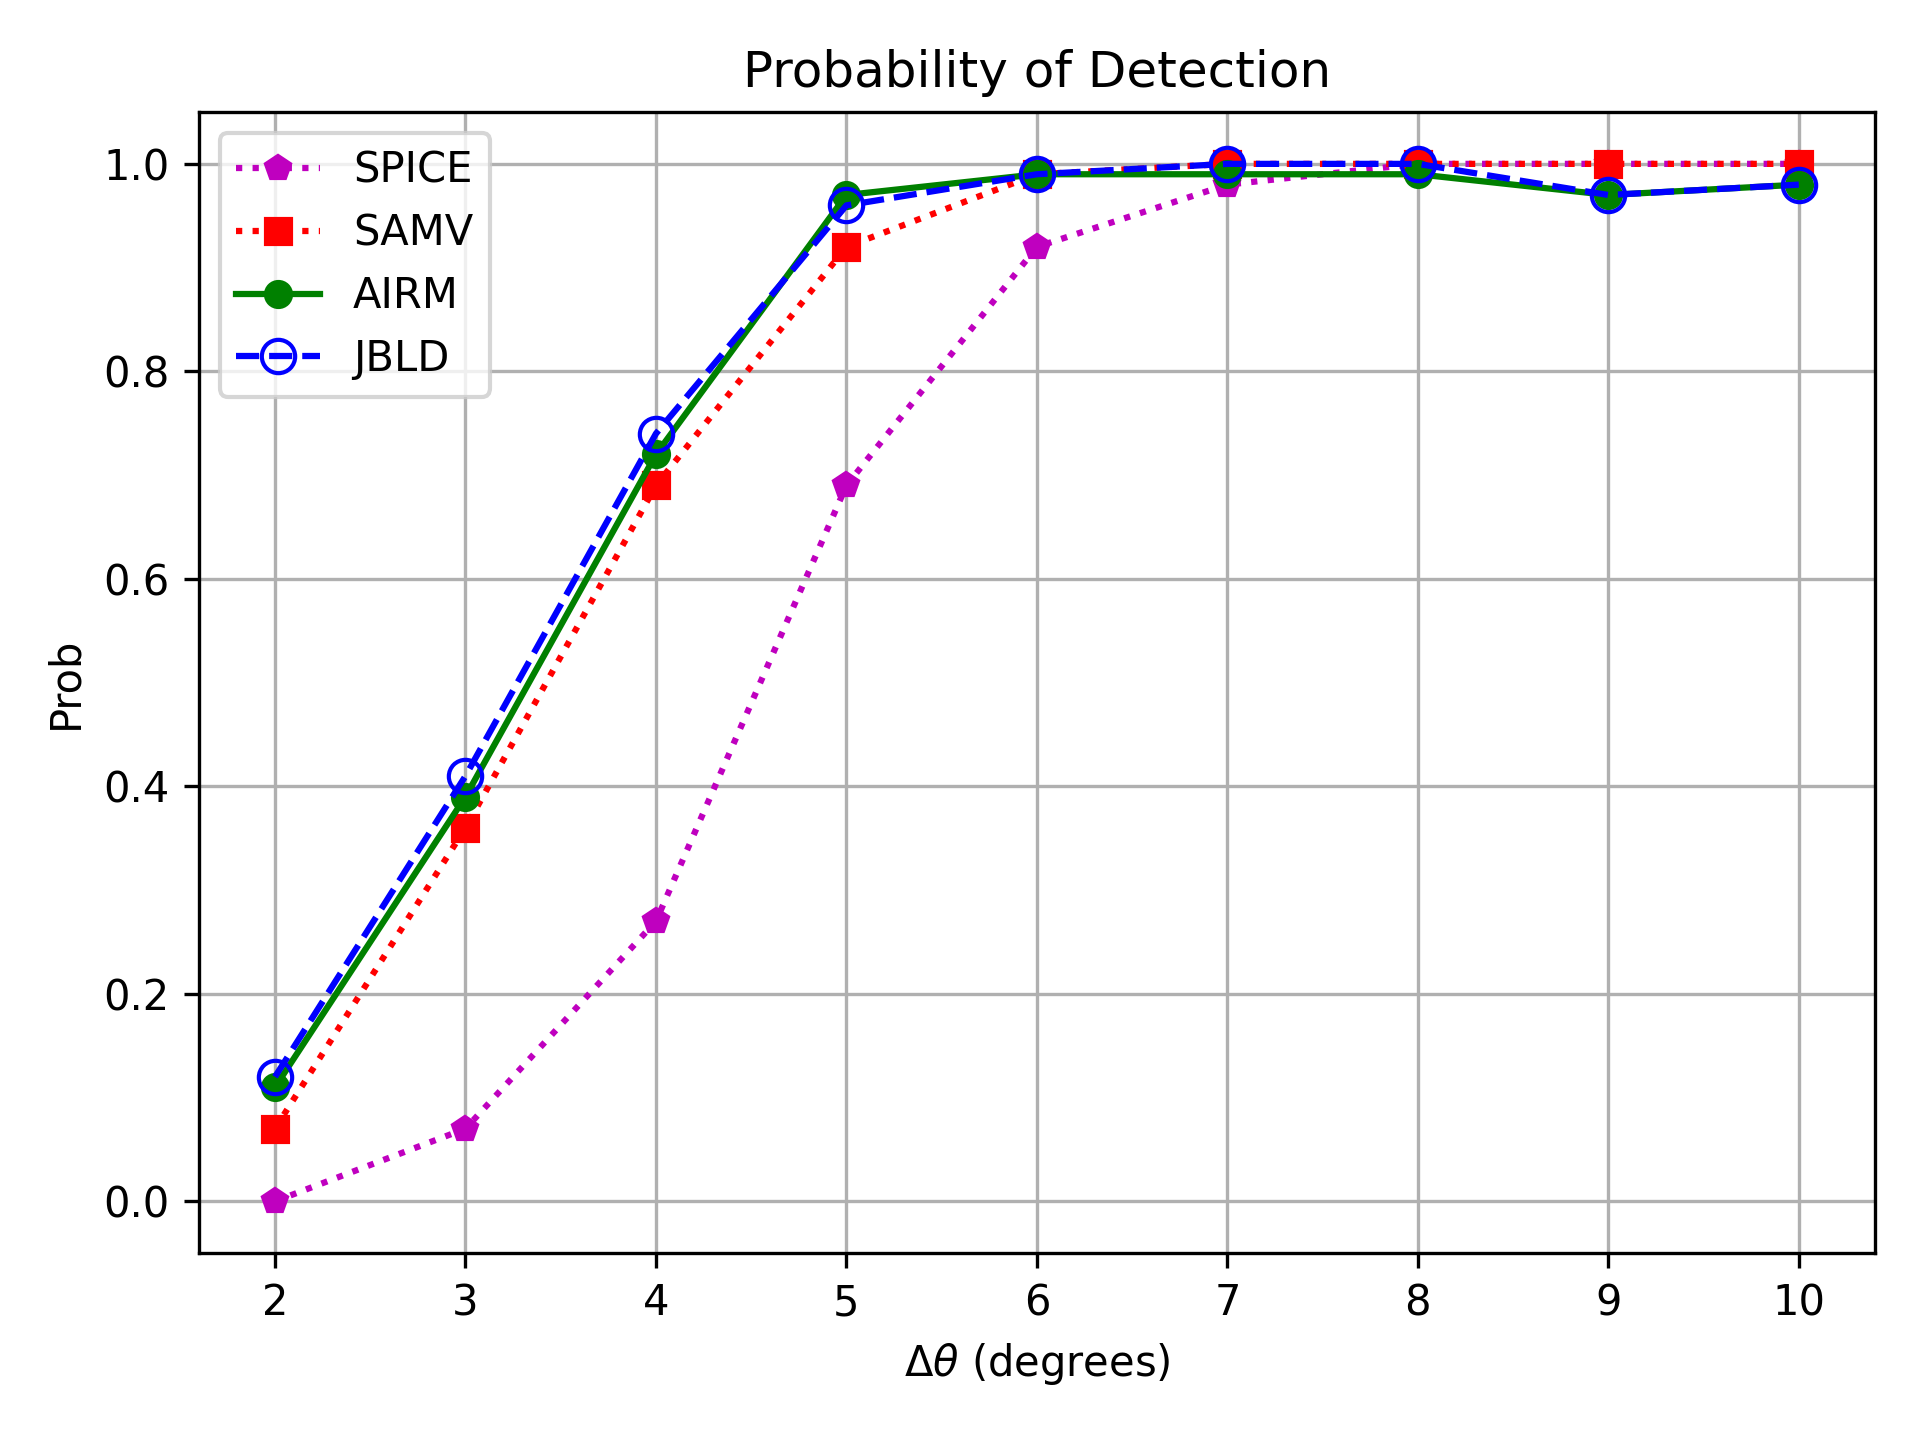 Probability of Detection
SPICE
SAMV
AIRM
JBLD
1.0
0.8
0.6
0.4
0.2
0.0
Prob
2 3 4 5 6 7 8 9 10
Δθ (degrees)